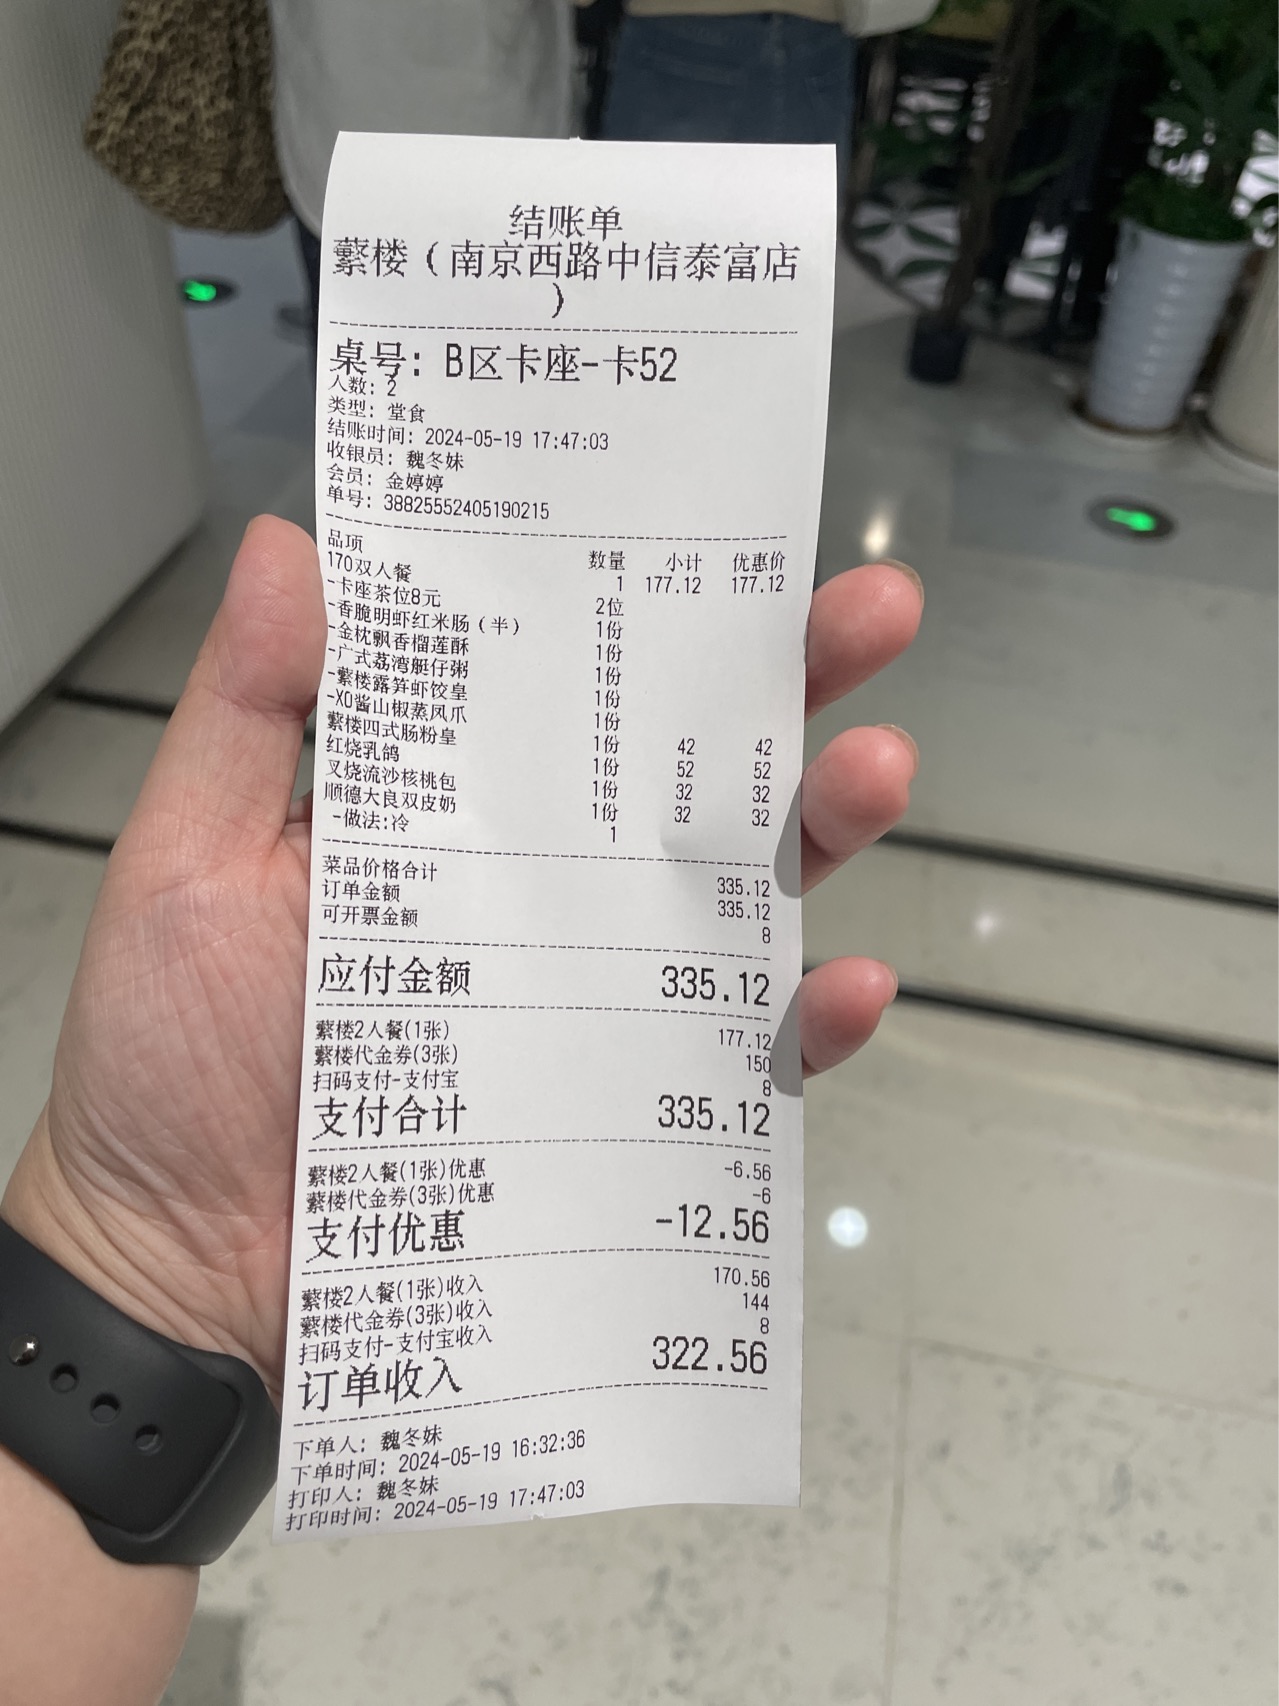 结账单
蘩楼（南京西路中信泰富店
）
桌号: B区卡座-卡52
人数: 2
类型: 堂食
结账时间: 2024-05-19 17:47:03
收银员: 魏冬妹
会员: 金婷婷
单号: 38825552405190215
品项 数量 小计 优惠价
170双人餐 1 177.12 177.12
-卡座茶位8元 2位
-香脆明虾红米肠（半） 1份
-金枕飘香榴莲酥 1份
-广式荔湾艇仔粥 1份
-蘩楼露笋虾饺皇 1份
-XO酱山椒蒸凤爪 1份
蘩楼四式肠粉皇 1份 42 42
红烧乳鸽 1份 52 52
叉烧流沙核桃包 1份 32 32
顺德大良双皮奶 1份 32 32
-做法:冷 1
菜品价格合计 335.12
订单金额 335.12
可开票金额 8
应付金额 335.12
蘩楼2人餐(1张) 177.12
蘩楼代金券(3张) 150
扫码支付-支付宝 8
支付合计 335.12
蘩楼2人餐(1张)优惠 -6.56
蘩楼代金券(3张)优惠 -6
支付优惠 -12.56
蘩楼2人餐(1张)收入 170.56
蘩楼代金券(3张)收入 144
扫码支付-支付宝收入 8
订单收入 322.56
下单人: 魏冬妹
下单时间: 2024-05-19 16:32:36
打印人: 魏冬妹
打印时间: 2024-05-19 17:47:03